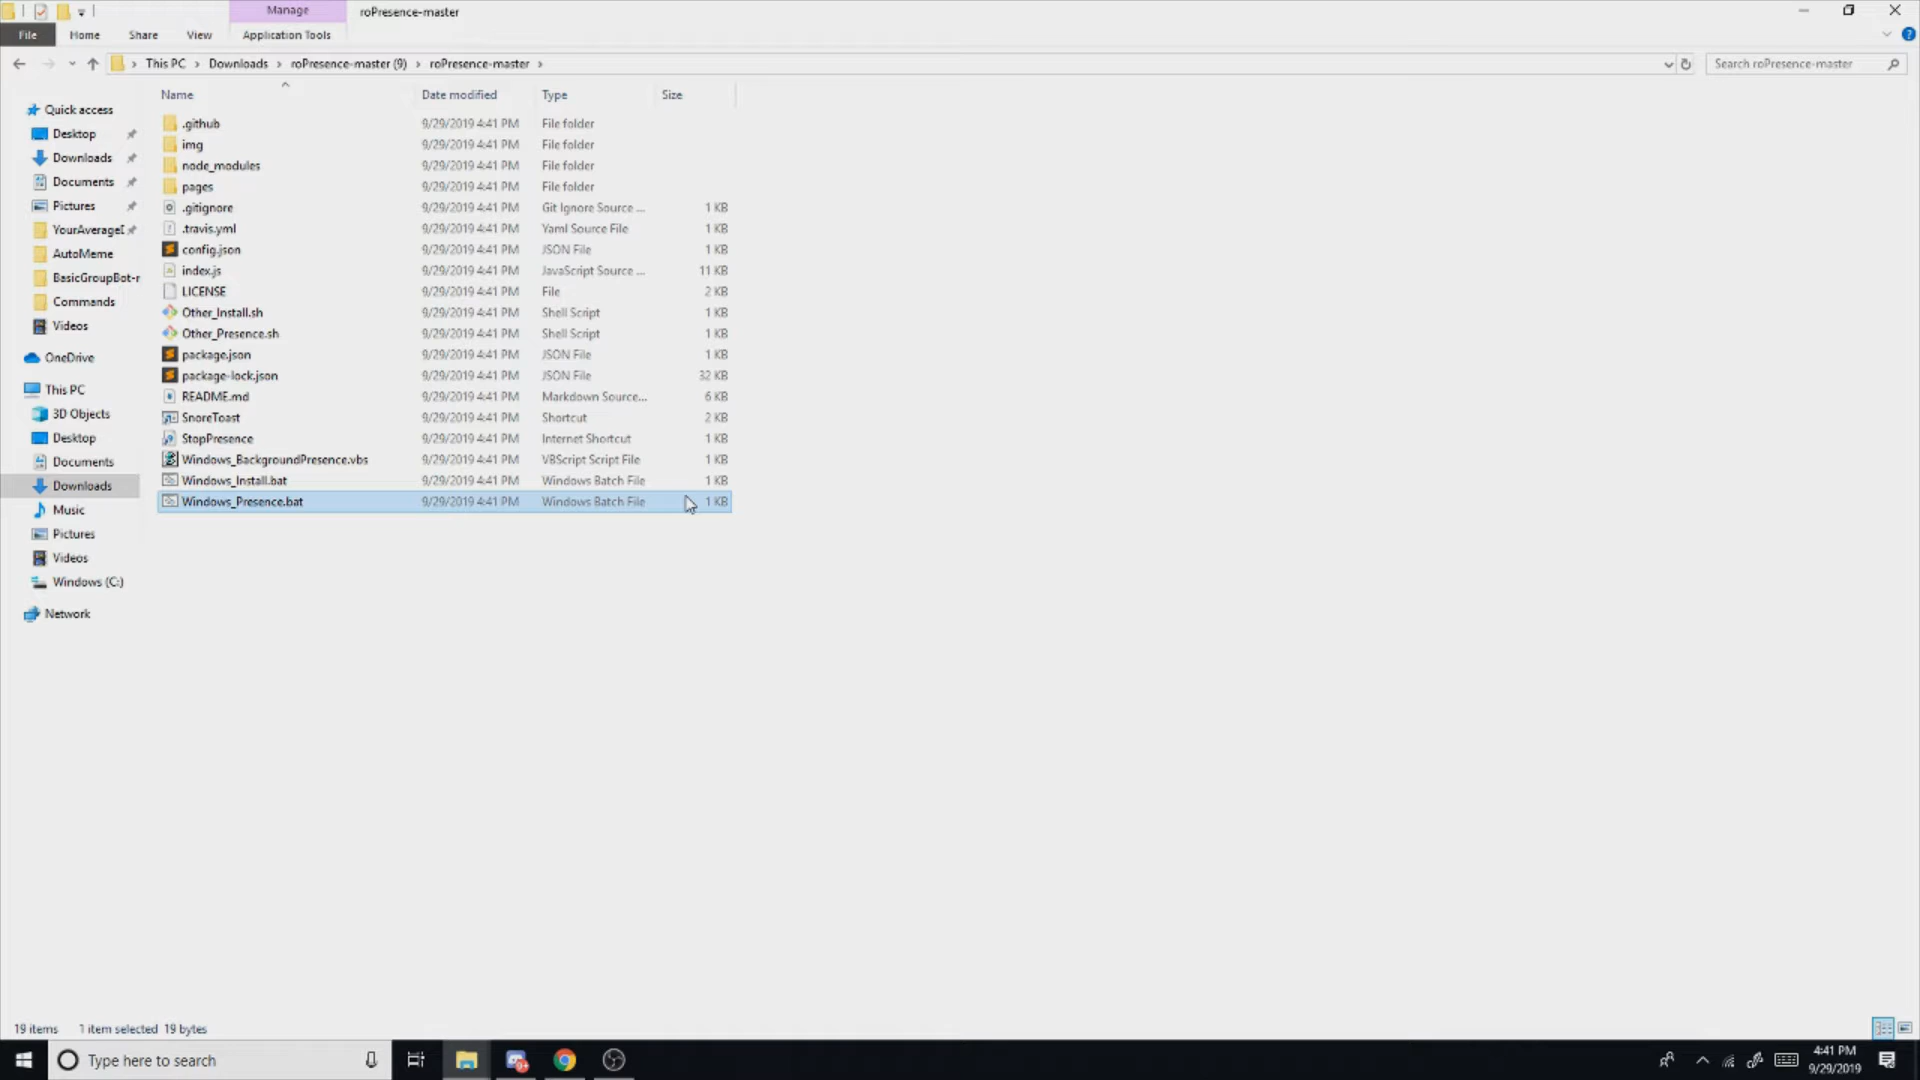 Manage
roPresence-master
File
Home
Share
View
Application Tools
This PC > Downloads > roPresence-master (9) > roPresence-master >
Search roPresence-master
Name Date modified Type Size
Quick access
Desktop
Downloads
Documents
Pictures
YourAverageI
AutoMeme
BasicGroupBot-r
Commands
Videos
OneDrive
This PC
3D Objects
Desktop
Documents
Downloads
Music
Pictures
Videos
Windows (C:)
Network
.github 9/29/2019 4:41 PM File folder
img 9/29/2019 4:41 PM File folder
node_modules 9/29/2019 4:41 PM File folder
pages 9/29/2019 4:41 PM File folder
.gitignore 9/29/2019 4:41 PM Git Ignore Source ... 1 KB
.travis.yml 9/29/2019 4:41 PM Yaml Source File 1 KB
config.json 9/29/2019 4:41 PM JSON File 1 KB
index.js 9/29/2019 4:41 PM JavaScript Source ... 11 KB
LICENSE 9/29/2019 4:41 PM File 2 KB
Other_Install.sh 9/29/2019 4:41 PM Shell Script 1 KB
Other_Presence.sh 9/29/2019 4:41 PM Shell Script 1 KB
package.json 9/29/2019 4:41 PM JSON File 1 KB
package-lock.json 9/29/2019 4:41 PM JSON File 32 KB
README.md 9/29/2019 4:41 PM Markdown Source... 6 KB
SnoreToast 9/29/2019 4:41 PM Shortcut 2 KB
StopPresence 9/29/2019 4:41 PM Internet Shortcut 1 KB
Windows_BackgroundPresence.vbs 9/29/2019 4:41 PM VBScript Script File 1 KB
Windows_Install.bat 9/29/2019 4:41 PM Windows Batch File 1 KB
Windows_Presence.bat 9/29/2019 4:41 PM Windows Batch File 1 KB
19 items 1 item selected 19 bytes
Type here to search
4:41 PM
9/29/2019